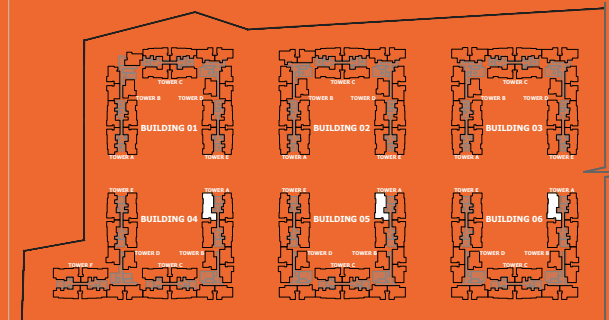 TOWER C TOWER C TOWER C
TOWER B TOWER D TOWER B TOWER D TOWER B TOWER D
BUILDING 01 BUILDING 02 BUILDING 03
TOWER A TOWER E TOWER A TOWER E TOWER A TOWER E
TOWER E TOWER A TOWER E TOWER A TOWER E TOWER A
BUILDING 04 BUILDING 05 BUILDING 06
TOWER D TOWER B TOWER D TOWER B TOWER D TOWER B
TOWER F TOWER C TOWER C TOWER C